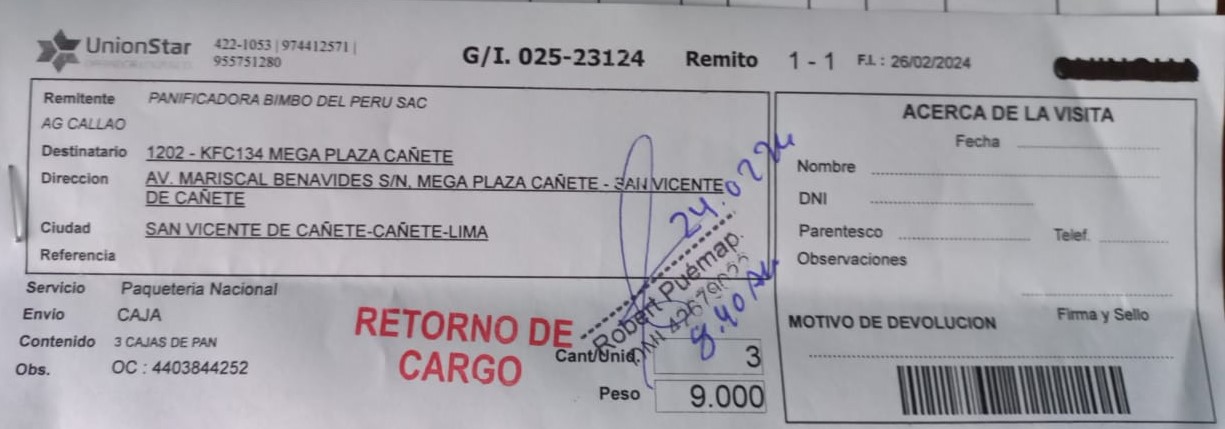 UnionStar
422-1053 | 974412571 |
955751280
G/I. 025-23124 Remito 1 - 1 F.I. : 26/02/2024
Remitente PANIFICADORA BIMBO DEL PERU SAC
AG CALLAO
Destinatario 1202 - KFC134 MEGA PLAZA CAÑETE
Direccion AV. MARISCAL BENAVIDES S/N, MEGA PLAZA CAÑETE - SAN VICENTE
DE CAÑETE
Ciudad SAN VICENTE DE CAÑETE-CAÑETE-LIMA
Referencia
Servicio Paqueteria Nacional
Envio CAJA
Contenido 3 CAJAS DE PAN
Obs. OC : 4403844252
RETORNO DE
CARGO
24.02
Robert Puémap.
8:40
Cant/Unid. 3
Peso 9.000
ACERCA DE LA VISITA
Fecha
Nombre
DNI
Parentesco Telef.
Observaciones
Firma y Sello
MOTIVO DE DEVOLUCION